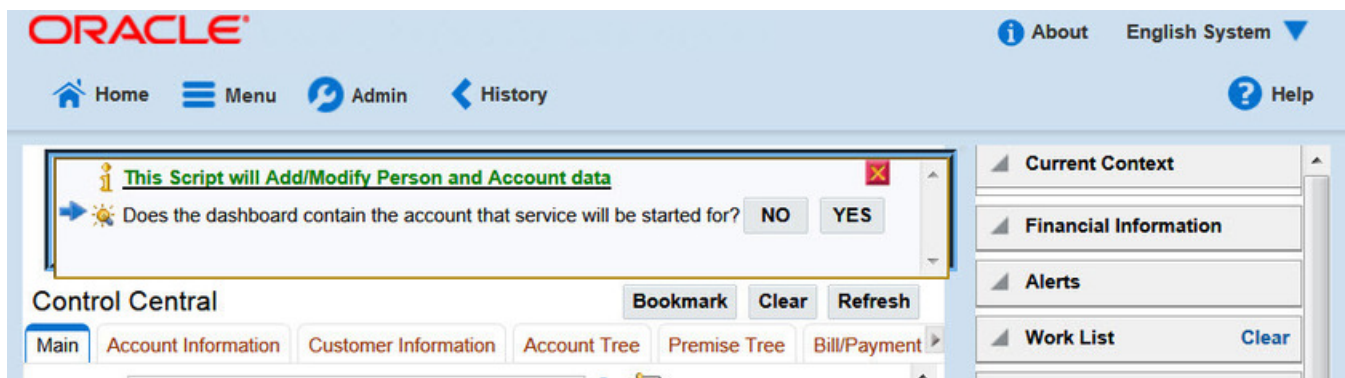 ORACLE
About English System
Home Menu Admin History
Help
This Script will Add/Modify Person and Account data
Does the dashboard contain the account that service will be started for? NO YES
Control Central
Bookmark Clear Refresh
Main Account Information Customer Information Account Tree Premise Tree Bill/Payment
Current Context
Financial Information
Alerts
Work List Clear